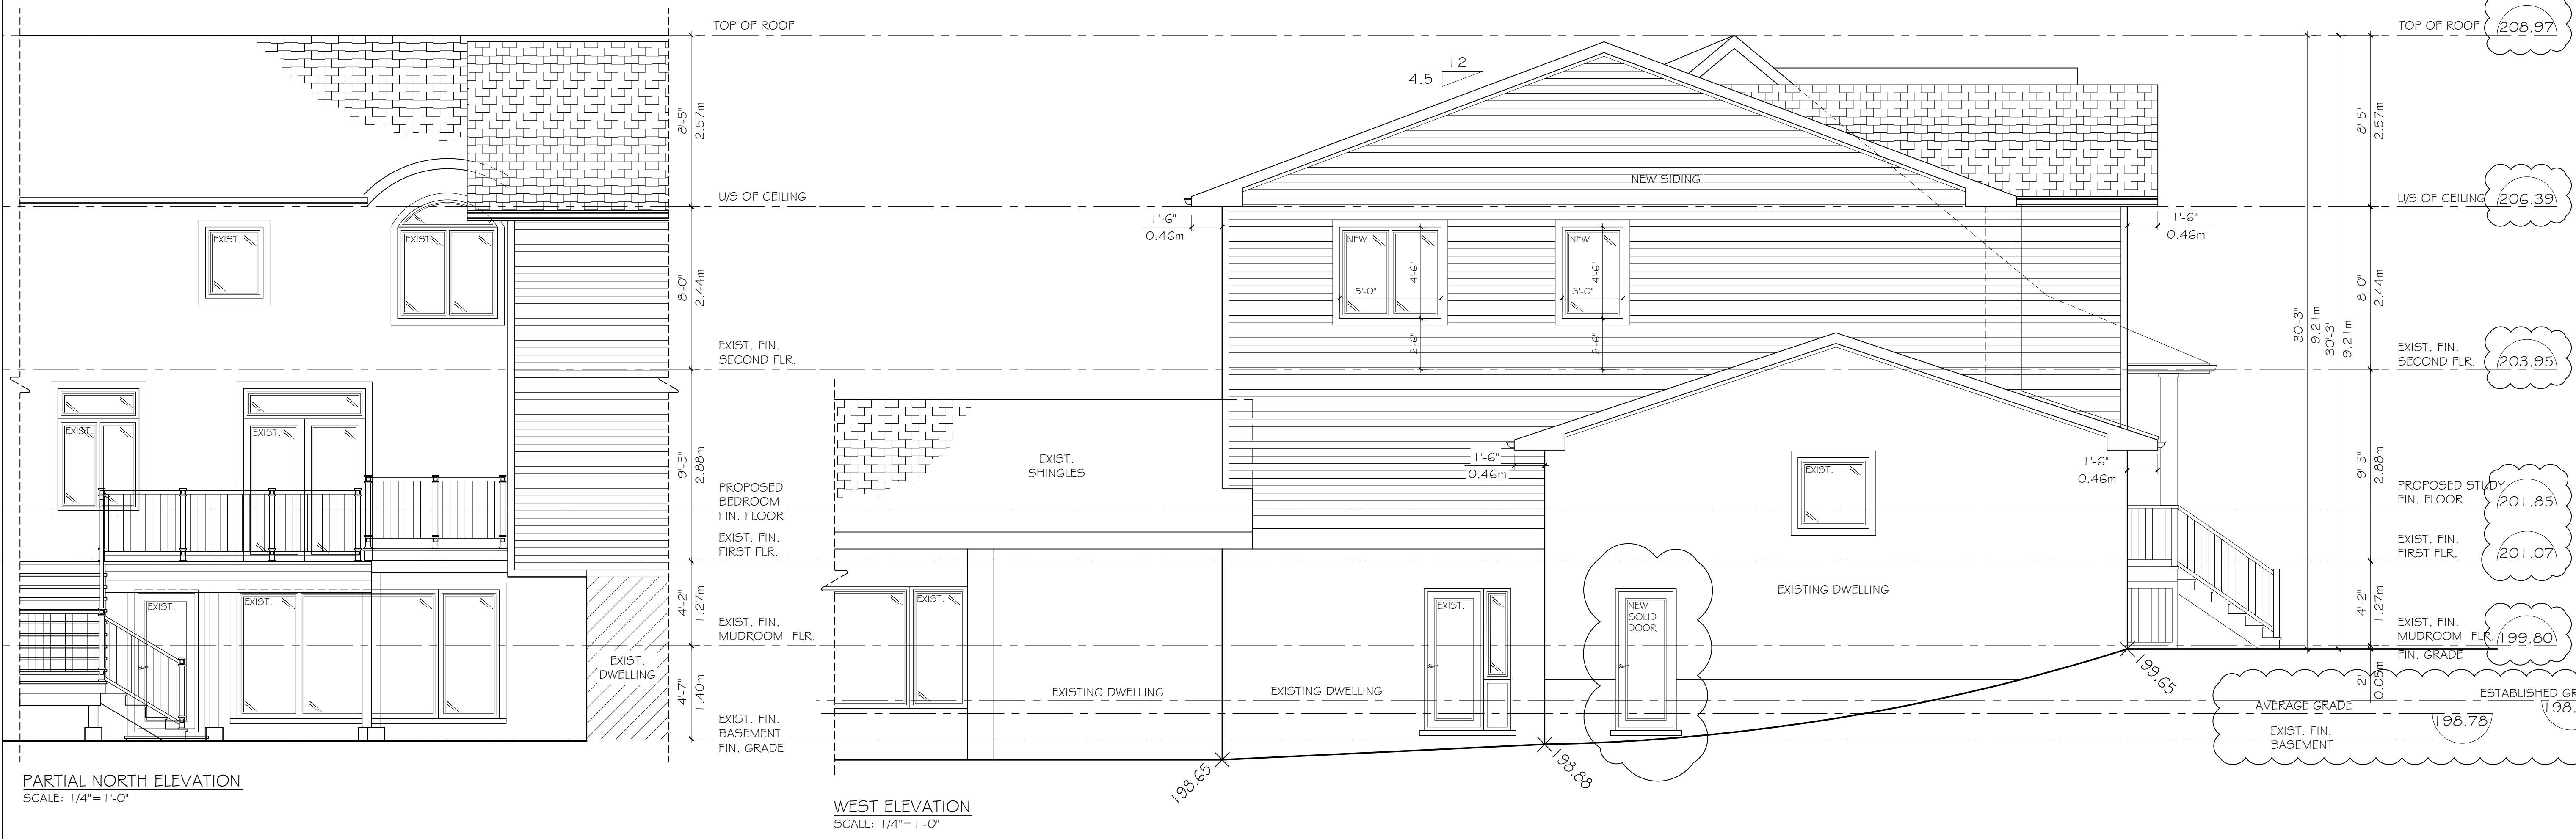 TOP OF ROOF
8'-5"
2.57m
U/S OF CEILING
8'-0"
2.44m
EXIST. FIN.
SECOND FLR.
9'-5"
2.88m
PROPOSED
BEDROOM
FIN. FLOOR
EXIST. FIN.
FIRST FLR.
4'-2"
1.27m
EXIST. FIN.
MUDROOM FLR.
4'-7"
1.40m
EXIST. FIN.
BASEMENT
FIN. GRADE
EXIST.
EXIST.
EXIST.
EXIST.
EXIST.
EXIST.
EXIST.
DWELLING
PARTIAL NORTH ELEVATION
SCALE: 1/4"=1'-0"
12
4.5
NEW SIDING
1'-6"
0.46m
1'-6"
0.46m
NEW
4'-6"
5'-0"
2'-6"
NEW
4'-6"
3'-0"
2'-6"
EXIST.
SHINGLES
1'-6"
0.46m
1'-6"
0.46m
EXIST.
EXISTING DWELLING
EXIST.
EXIST.
NEW
SOLID
DOOR
EXISTING DWELLING
EXISTING DWELLING
198.65
198.88
199.65
WEST ELEVATION
SCALE: 1/4"=1'-0"
30'-3"
9.21m
30'-3"
9.21m
TOP OF ROOF 208.97
8'-5"
2.57m
U/S OF CEILING 206.39
8'-0"
2.44m
EXIST. FIN.
SECOND FLR. 203.95
9'-5"
2.88m
PROPOSED STUDY
FIN. FLOOR 201.85
EXIST. FIN.
FIRST FLR. 201.07
4'-2"
1.27m
EXIST. FIN.
MUDROOM FLR. 199.80
FIN. GRADE
2"
0.05m
ESTABLISHED
198.
AVERAGE GRADE
198.78
EXIST. FIN.
BASEMENT